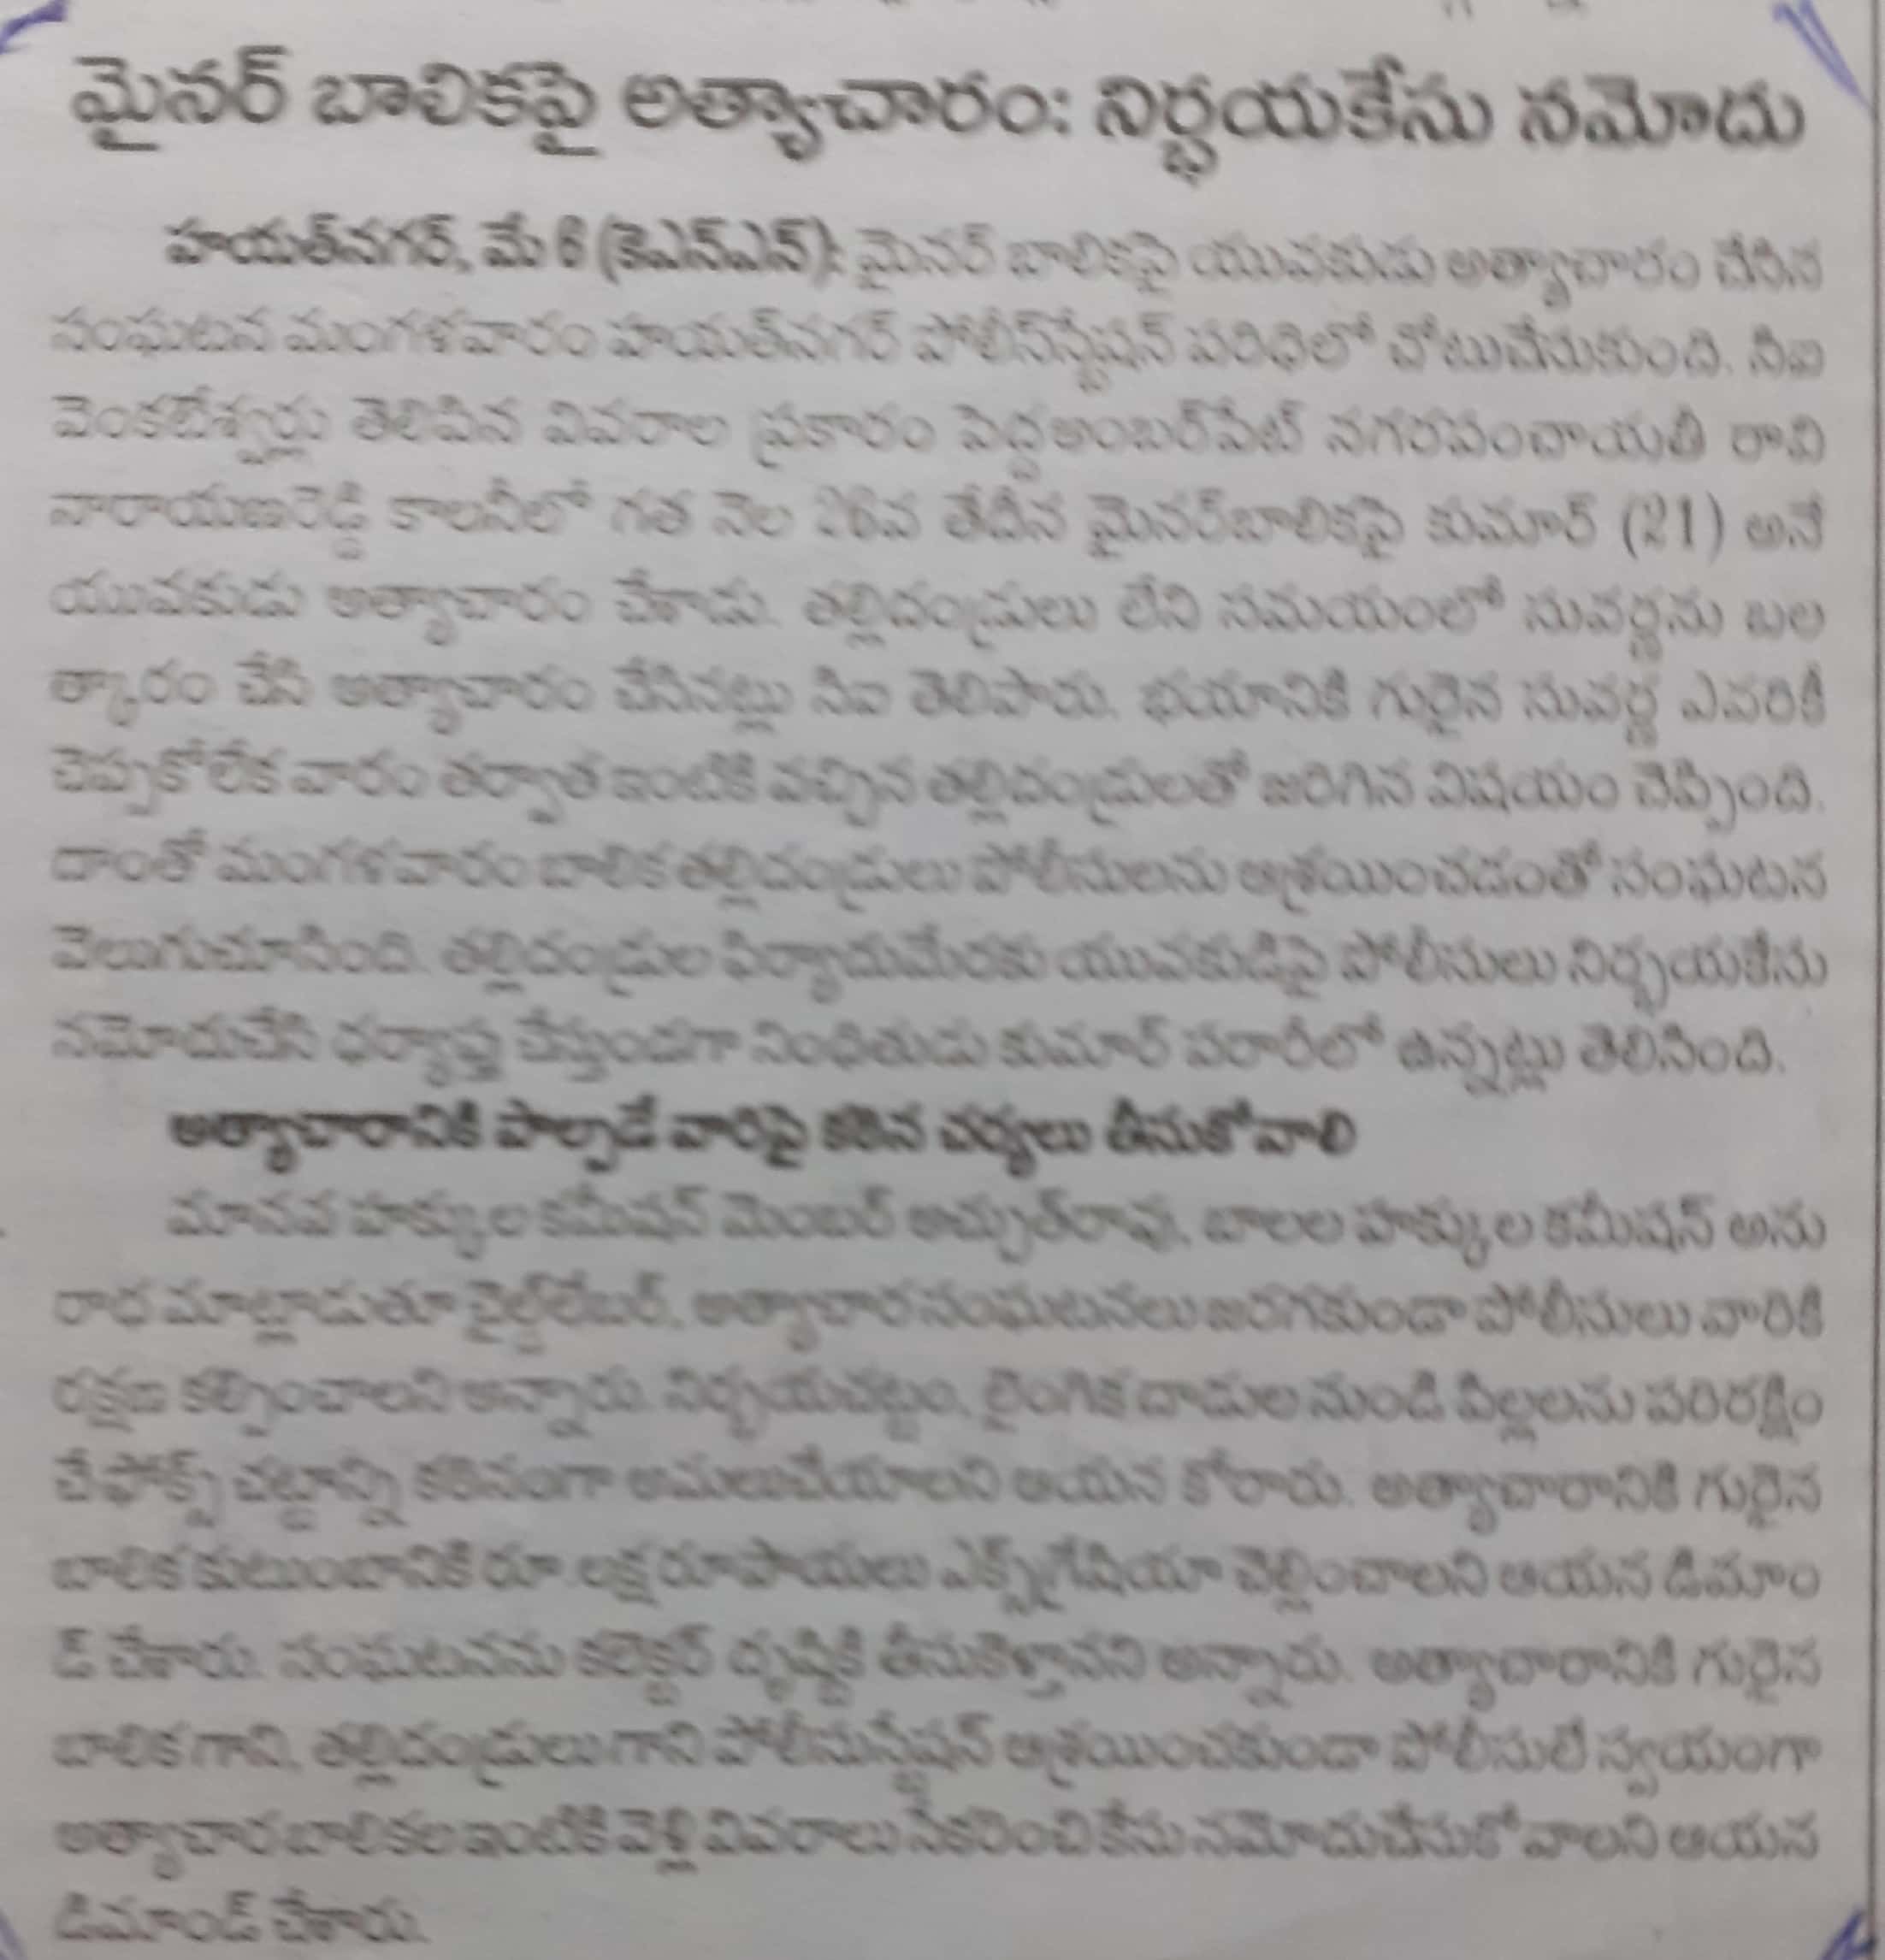 మైనర్ బాలికపై అత్యాచారం: నిర్భయకేసు నమోదు
హయత్‌నగర్, మే 6 (కెఎన్ఎన్): మైనర్ బాలికపై యువకుడు అత్యాచారం చేసిన
సంఘటన మంగళవారం హయత్‌నగర్ పోలీస్‌స్టేషన్ పరిధిలో చోటుచేసుకుంది. సీఐ
వెంకటేశ్వర్లు తెలిపిన వివరాల ప్రకారం పెద్దఅంబర్‌పేట్ నగరపంచాయతీ రావి
నారాయణరెడ్డి కాలనీలో గత నెల 26వ తేదీన మైనర్‌బాలికపై కుమార్ (21) అనే
యువకుడు అత్యాచారం చేశాడు. తల్లిదండ్రులు లేని సమయంలో సువర్ణను బల
త్కారం చేసి అత్యాచారం చేసినట్లు సీఐ తెలిపారు. భయానికి గురైన సువర్ణ ఎవరికీ
చెప్పుకోలేక వారం తర్వాత ఇంటికి వచ్చిన తల్లిదండ్రులతో జరిగిన విషయం చెప్పింది.
దాంతో మంగళవారం బాలిక తల్లిదండ్రులు పోలీసులను ఆశ్రయించడంతో సంఘటన
వెలుగుచూసింది. తల్లిదండ్రుల ఫిర్యాదుమేరకు యువకుడిపై పోలీసులు నిర్భయకేసు
నమోదుచేసి ధర్యాప్తు చేస్తుండగా నింధితుడు కుమార్ పరారీలో ఉన్నట్లు తెలిసింది.
అత్యాచారానికి పాల్పడే వారిపై కఠిన చర్యలు తీసుకోవాలి
మానవ హక్కుల కమీషన్ మెంబర్ అచ్యుత్‌రావు, బాలల హక్కుల కమీషన్ అను
రాధ మాట్లాడుతూ చైల్డ్‌లేబర్, అత్యాచార సంఘటనలు జరగకుండా పోలీసులు వారికి
రక్షణ కల్పించాలని అన్నారు. నిర్భయచట్టం, లైంగిక దాడుల నుండి పిల్లలను పరిరక్షిం
చే ఫోక్స్ చట్టాన్ని కఠినంగా అమలుచేయాలని ఆయన కోరారు. అత్యాచారానికి గురైన
బాలిక కుటుంబానికి రూ లక్ష రూపాయలు ఎక్స్‌గ్రేషియా చెల్లించాలని ఆయన డిమాం
డ్ చేశారు. సంఘటనను కలెక్టర్ దృష్టికి తీసుకెళ్తానని అన్నారు. అత్యాచారానికి గురైన
బాలిక గాని, తల్లిదండ్రులు గాని పోలీసుస్టేషన్ ఆశ్రయించకుండా పోలీసులే స్వయంగా
అత్యాచార బాలికల ఇంటికి వెళ్లి వివరాలు సేకరించి కేసు నమోదుచేసుకోవాలని ఆయన
డిమాండ్ చేశారు.